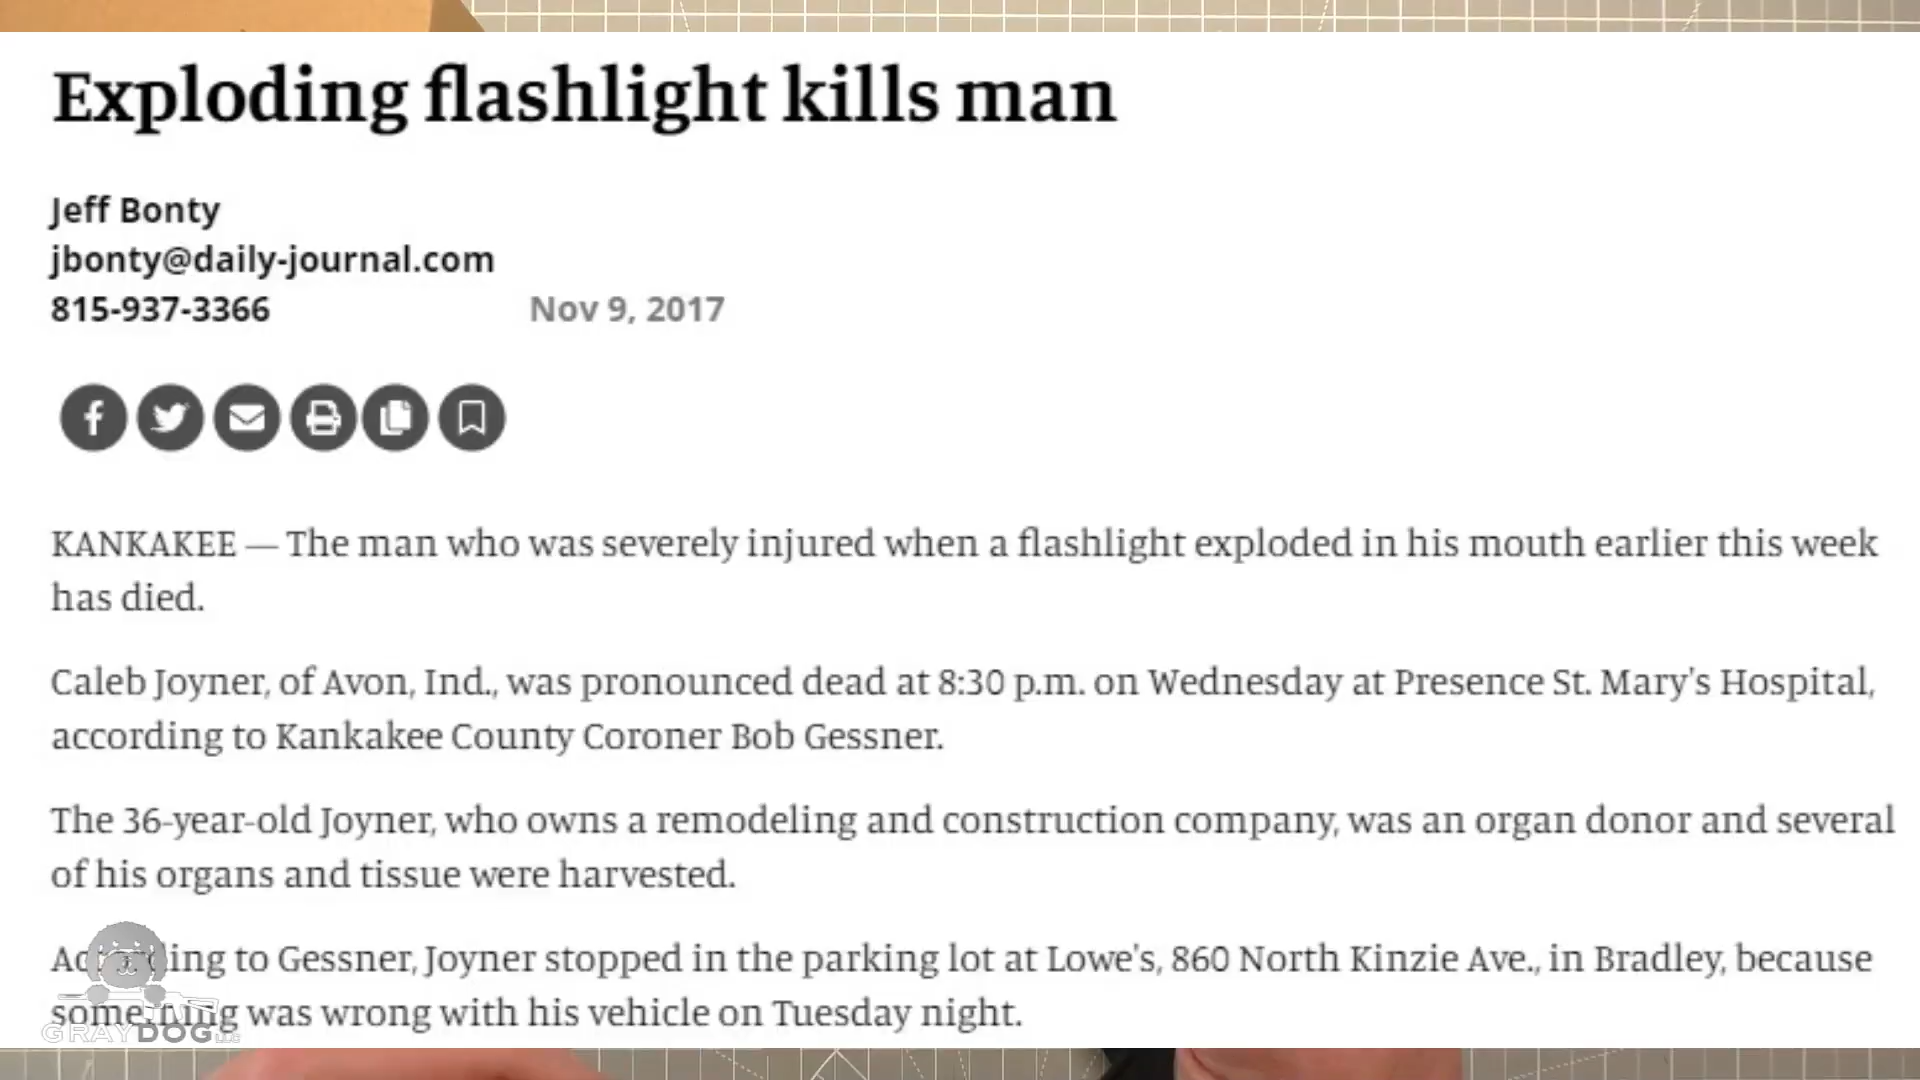 Exploding flashlight kills man
Jeff Bonty
jbonty@daily-journal.com
815-937-3366 Nov 9, 2017
KANKAKEE — The man who was severely injured when a flashlight exploded in his mouth earlier this week
has died.
Caleb Joyner, of Avon, Ind., was pronounced dead at 8:30 p.m. on Wednesday at Presence St. Mary's Hospital,
according to Kankakee County Coroner Bob Gessner.
The 36-year-old Joyner, who owns a remodeling and construction company, was an organ donor and several
of his organs and tissue were harvested.
According to Gessner, Joyner stopped in the parking lot at Lowe's, 860 North Kinzie Ave., in Bradley, because
something was wrong with his vehicle on Tuesday night.
GRAYDOG LLC